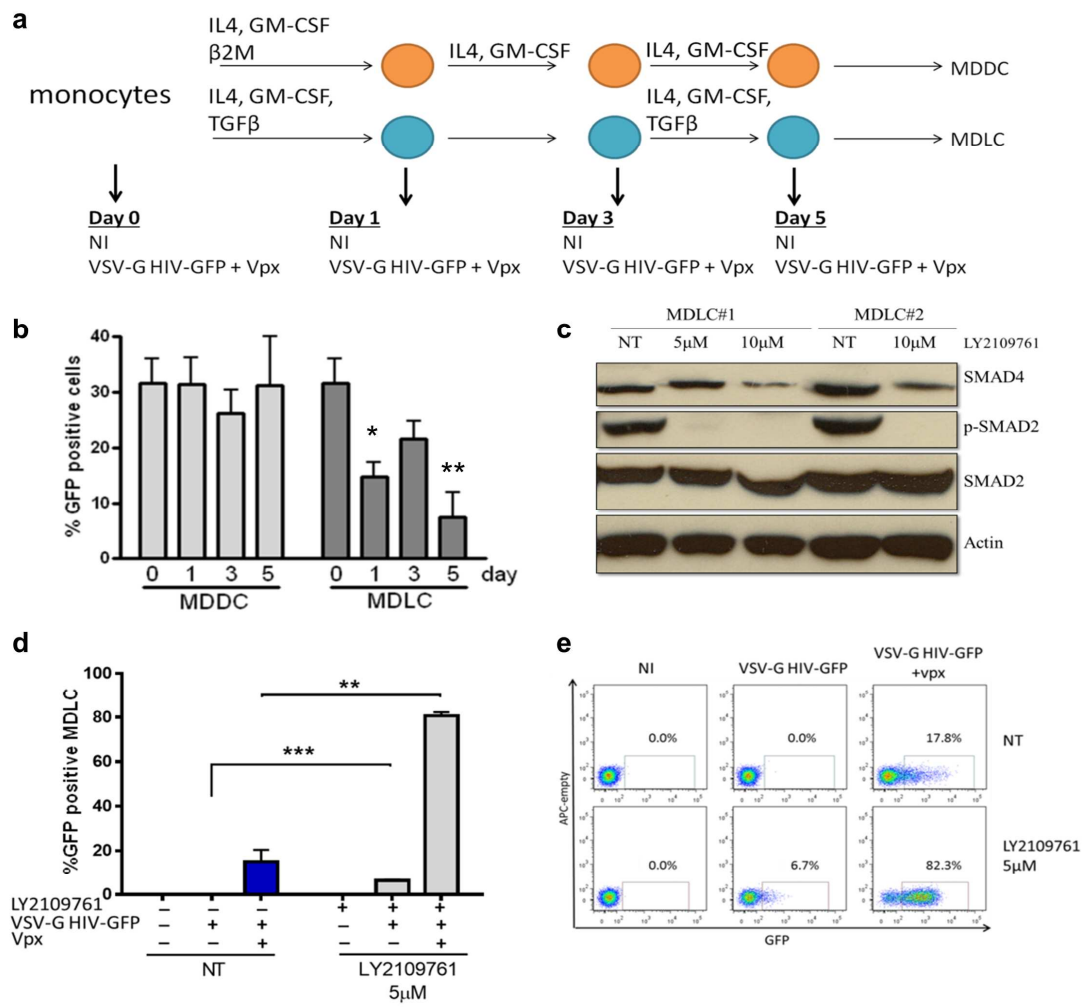 a
IL4, GM-CSF
β2M
IL4, GM-CSF
IL4, GM-CSF
MDDC
monocytes
IL4, GM-CSF,
TGFβ
IL4, GM-CSF,
TGFβ
MDLC
Day 0
NI
VSV-G HIV-GFP + Vpx
Day 1
NI
VSV-G HIV-GFP + Vpx
Day 3
NI
VSV-G HIV-GFP + Vpx
Day 5
NI
VSV-G HIV-GFP + Vpx
b
% GFP positive cells
40
30
20
10
0
*
**
0 1 3 5 0 1 3 5 day
MDDC MDLC
c
MDLC#1 MDLC#2
NT 5µM 10µM NT 10µM LY2109761
SMAD4
p-SMAD2
SMAD2
Actin
d
%GFP positive MDLC
100
80
60
40
20
0
**
***
LY2109761 – – – + + +
VSV-G HIV-GFP – + + – + +
Vpx – – + – – +
NT LY2109761
5µM
e
NI VSV-G HIV-GFP VSV-G HIV-GFP
+vpx
0.0% 0.0% 17.8% NT
APC-empty
0.0% 6.7% 82.3% LY2109761
5µM
GFP